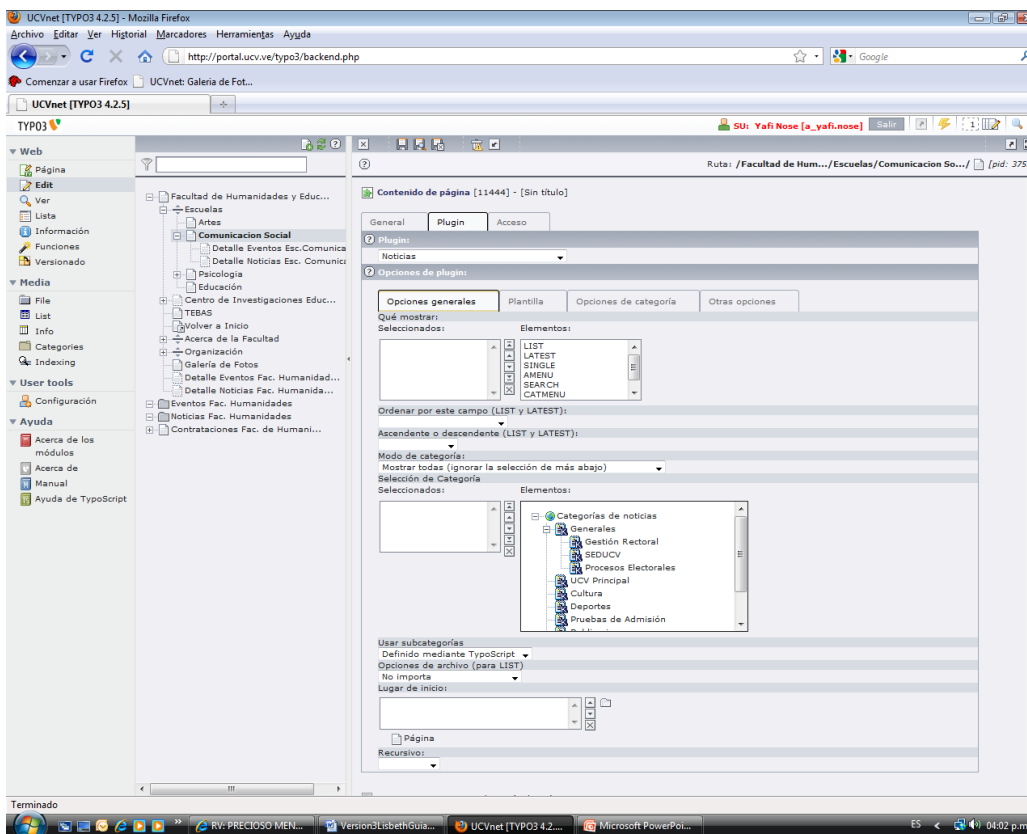 UCVnet [TYPO3 4.2.5] - Mozilla Firefox
Archivo Editar Ver Historial Marcadores Herramientas Ayuda
http://portal.ucv.ve/typo3/backend.php
Google
Comenzar a usar Firefox UCVnet: Galeria de Fot...
UCVnet [TYPO3 4.2.5]
TYPO3
SU: Yafi Nose [a_yafi.nose] Salir 1
Web
Página
Edit
Ver
Lista
Información
Funciones
Versionado
Media
File
List
Info
Categories
Indexing
User tools
Configuración
Ayuda
Acerca de los módulos
Acerca de
Manual
Ayuda de TypoScript
Facultad de Humanidades y Educ...
Escuelas
Artes
Comunicacion Social
Detalle Eventos Esc.Comunica
Detalle Noticias Esc. Comunic
Psicologia
Educación
Centro de Investigaciones Educ...
TEBAS
Volver a Inicio
Acerca de la Facultad
Organización
Galería de Fotos
Detalle Eventos Fac. Humanidad...
Detalle Noticias Fac. Humanida...
Eventos Fac. Humanidades
Noticias Fac. Humanidades
Contrataciones Fac. de Humani...
Ruta: /Facultad de Hum.../Escuelas/Comunicacion So.../ [pid: 375
Contenido de página [11444] - [Sin título]
General Plugin Acceso
Plugin:
Noticias
Opciones de plugin:
Opciones generales Plantilla Opciones de categoría Otras opciones
Qué mostrar:
Seleccionados: Elementos:
LIST
LATEST
SINGLE
AMENU
SEARCH
CATMENU
Ordenar por este campo (LIST y LATEST):
Ascendente o descendente (LIST y LATEST):
Modo de categoría:
Mostrar todas (ignorar la selección de más abajo)
Selección de Categoría
Seleccionados: Elementos:
Categorías de noticias
Generales
Gestión Rectoral
SEDUCV
Procesos Electorales
UCV Principal
Cultura
Deportes
Pruebas de Admisión
Usar subcategorías
Definido mediante TypoScript
Opciones de archivo (para LIST)
No importa
Lugar de inicio:
Página
Recursivo:
Terminado
RV: PRECIOSO MEN... Version3LisbethGuia... UCVnet [TYPO3 4.2.... Microsoft PowerPoi... ES 04:02 p.m.